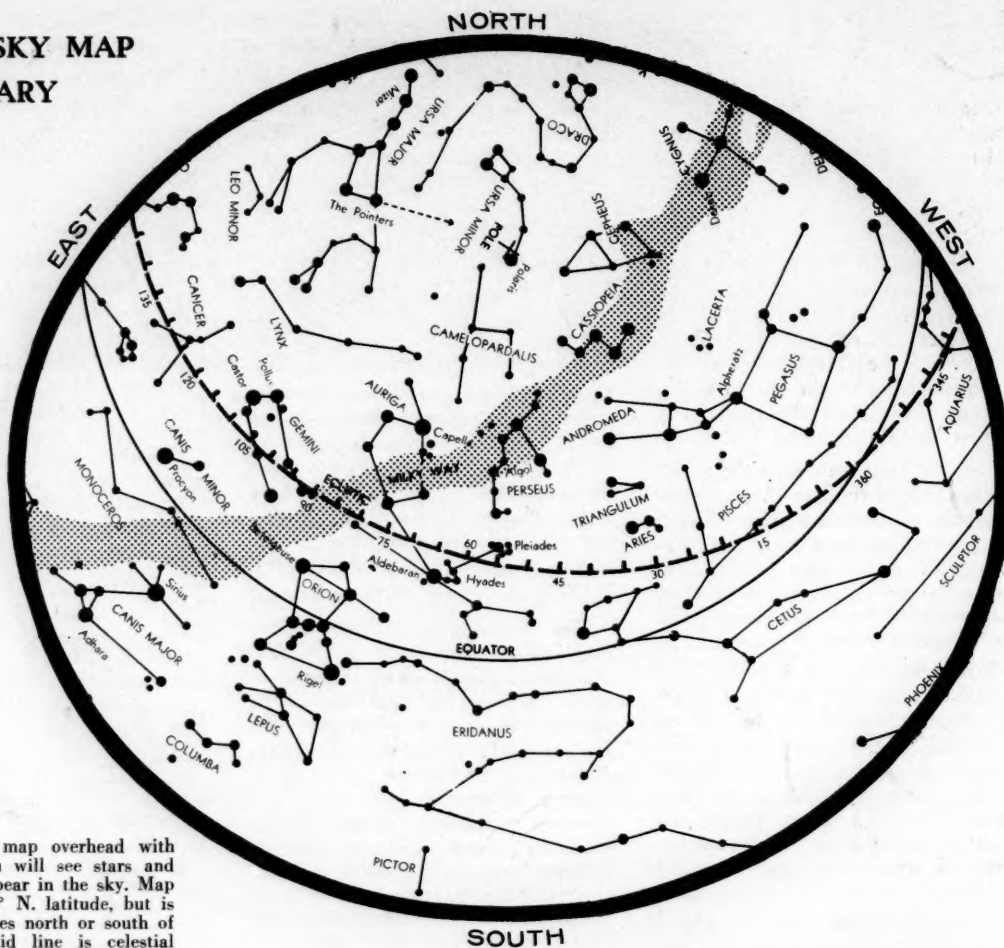 SKY MAP
ARY
NORTH
EAST
WEST
SOUTH
Mizar
URSA MAJOR
DRACO
CYGNUS
Deneb
LEO MINOR
The Pointers
URSA MINOR
POLE
Polaris
CEPHEUS
135
CANCER
LYNX
CAMELOPARDALIS
CASSIOPEIA
LACERTA
120
Castor
Pollux
AURIGA
Alpheratz
PEGASUS
345
AQUARIUS
GEMINI
Capella
ANDROMEDA
105
CANIS MINOR
Procyon
MONOCEROS
ECLIPTIC
90
MILKY WAY
Algol
PERSEUS
TRIANGULUM
PISCES
360
ARIES
Betelgeuse
75
60
Pleiades
15
Aldebaran
Hyades
45
30
SCULPTOR
Sirius
ORION
CETUS
CANIS MAJOR
EQUATOR
Adhara
Rigel
PHOENIX
LEPUS
ERIDANUS
COLUMBA
PICTOR
map overhead with
will see stars and
pear in the sky. Map
° N. latitude, but is
es north or south of
id line is celestial